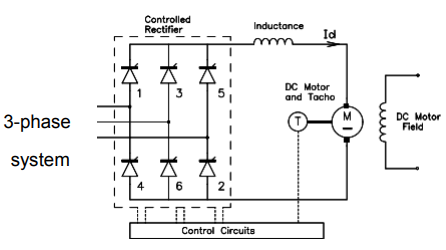 Controlled
Rectifier
Inductance
Id
1
3
5
DC Motor
and Tacho
3-phase
system
T
M
DC Motor
Field
4
6
2
Control Circuits